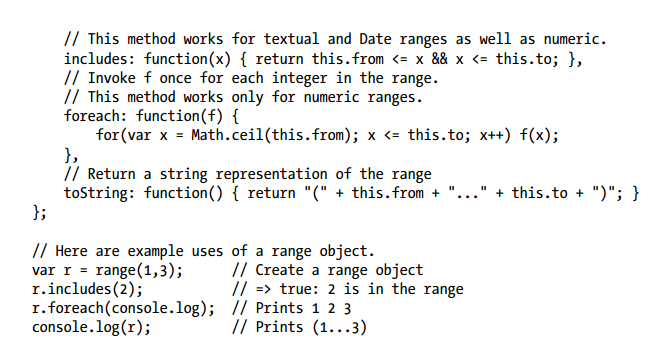 // This method works for textual and Date ranges as well as numeric.
includes: function(x) { return this.from <= x && x <= this.to; },
// Invoke f once for each integer in the range.
// This method works only for numeric ranges.
foreach: function(f) {
for(var x = Math.ceil(this.from); x <= this.to; x++) f(x);
},
// Return a string representation of the range
toString: function() { return "(" + this.from + "..." + this.to + ")"; }
};
// Here are example uses of a range object.
var r = range(1,3);      // Create a range object
r.includes(2);           // => true: 2 is in the range
r.foreach(console.log);  // Prints 1 2 3
console.log(r);          // Prints (1...3)